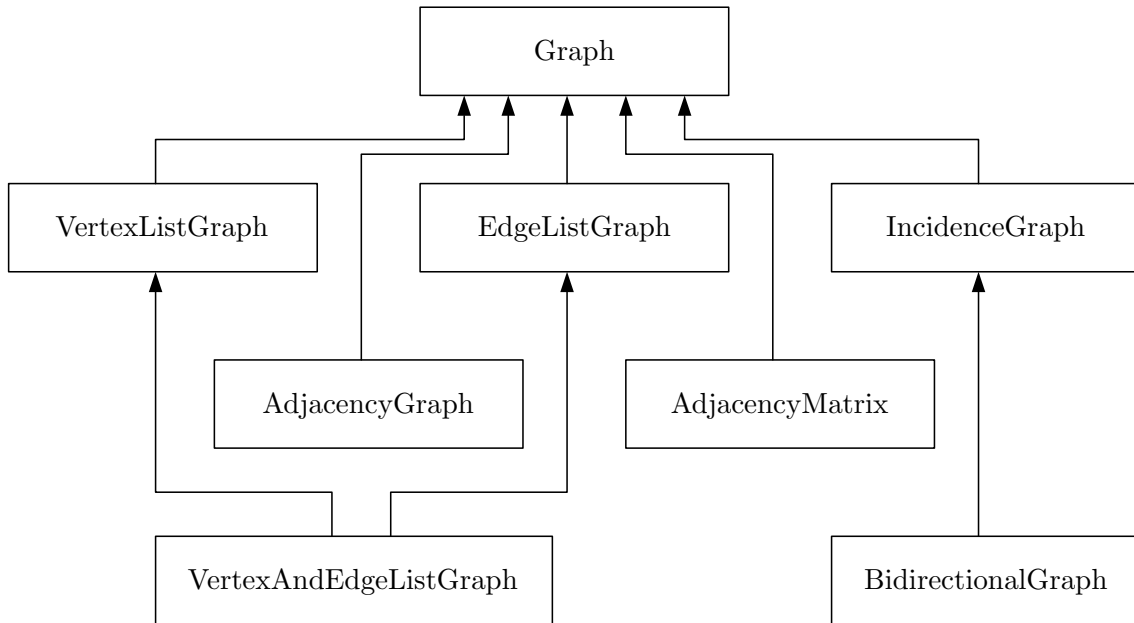 Graph
VertexListGraph
EdgeListGraph
IncidenceGraph
AdjacencyGraph
AdjacencyMatrix
VertexAndEdgeListGraph
BidirectionalGraph